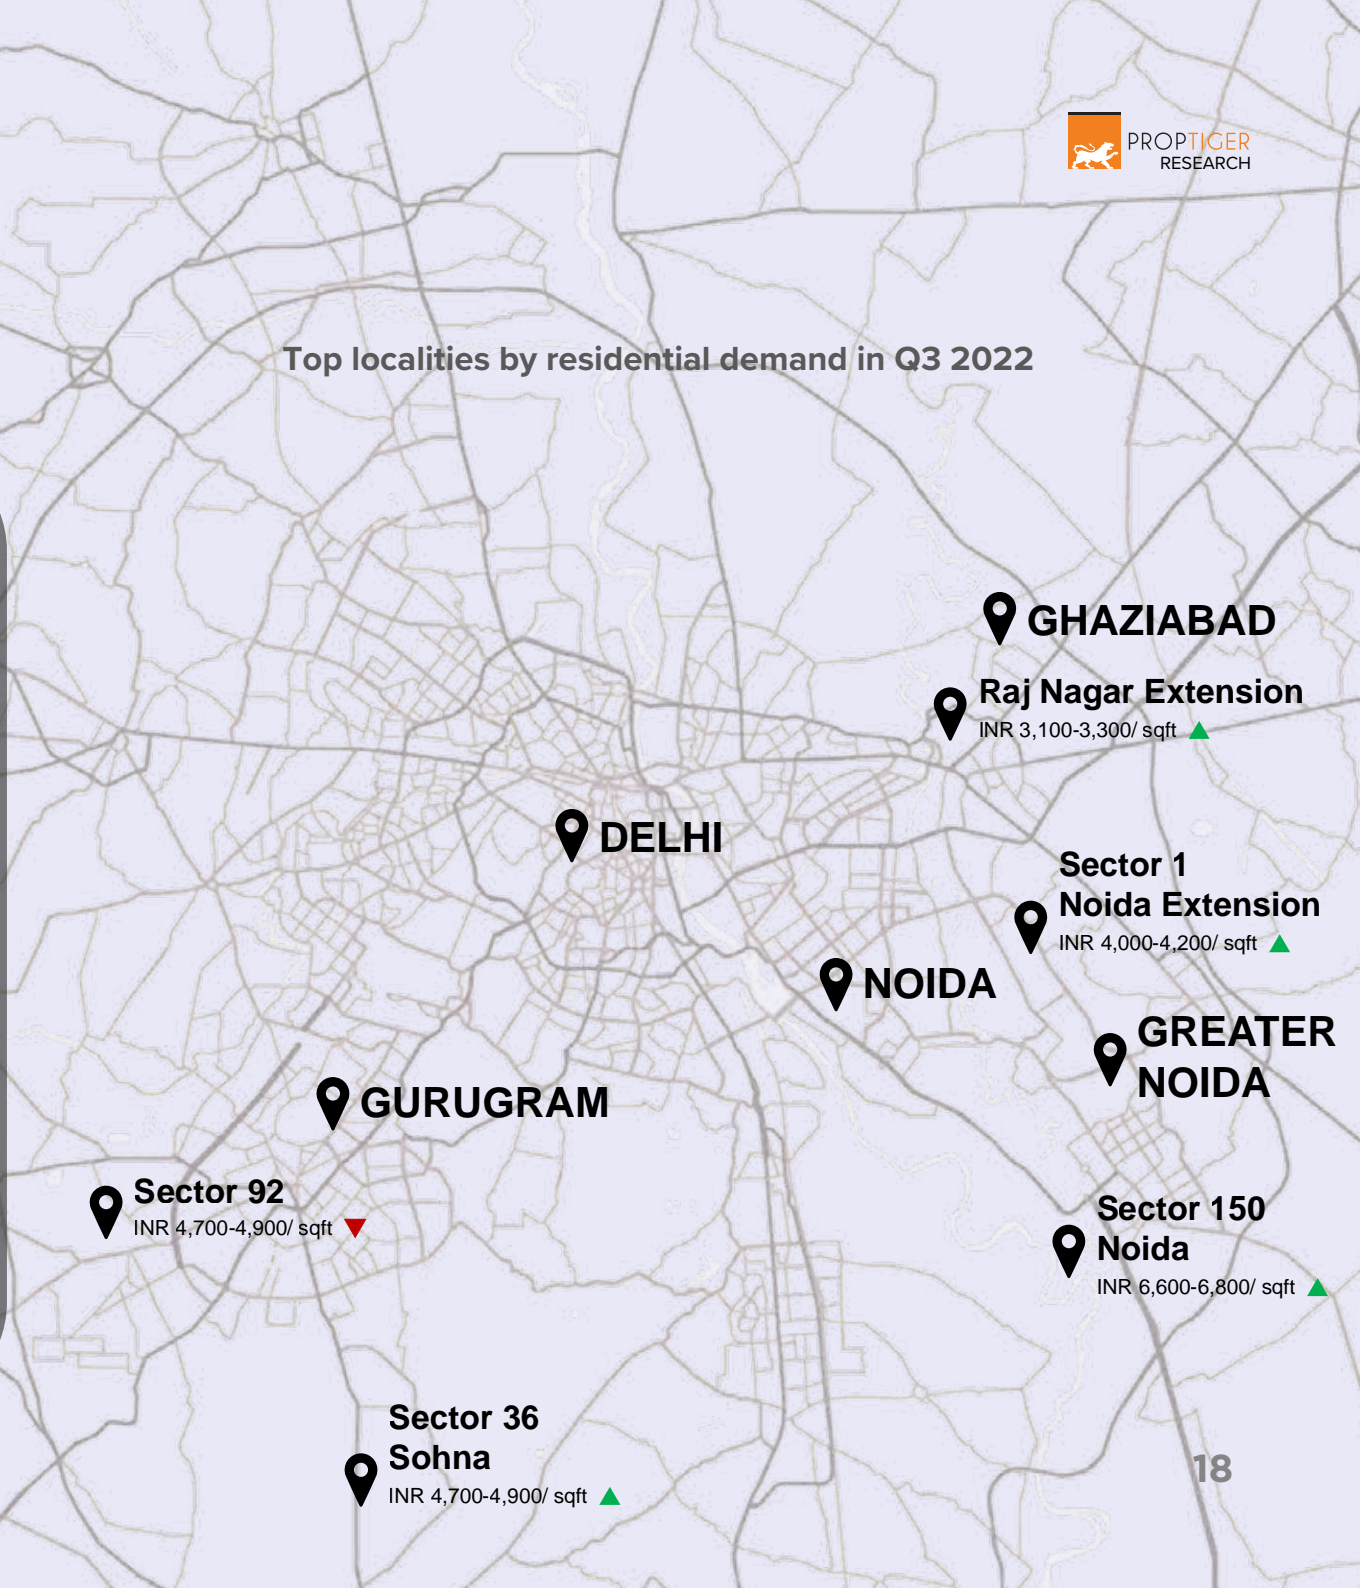 PROPTIGER
RESEARCH
Top localities by residential demand in Q3 2022
GHAZIABAD
Raj Nagar Extension
INR 3,100-3,300/ sqft
DELHI
Sector 1
Noida Extension
INR 4,000-4,200/ sqft
NOIDA
GREATER
NOIDA
GURUGRAM
Sector 92
INR 4,700-4,900/ sqft
Sector 150
Noida
INR 6,600-6,800/ sqft
Sector 36
Sohna
INR 4,700-4,900/ sqft
18